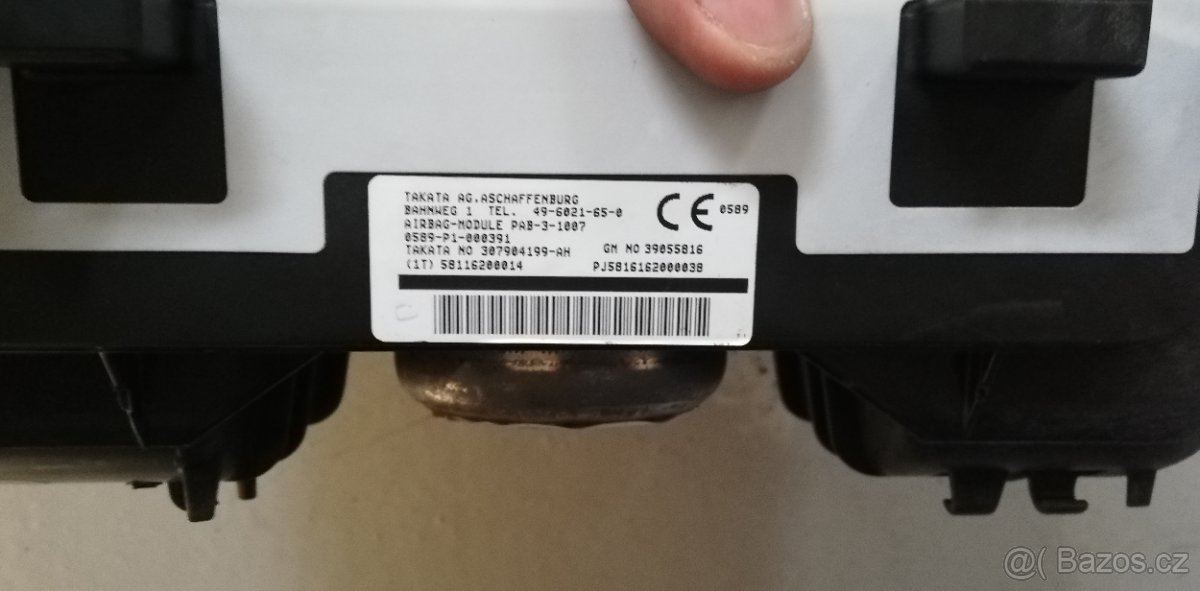 TAKATA AG.ASCHAFFENBURG
BAHNWEG 1 TEL. 49-6021-65-0
AIRBAG-MODULE PAB-3-1007
0589-P1-000391
TAKATA NO 307904199-AH GM NO 39055816
(1T) 58116200014 PJ5816162000038
CE 0589
@( Bazos.cz